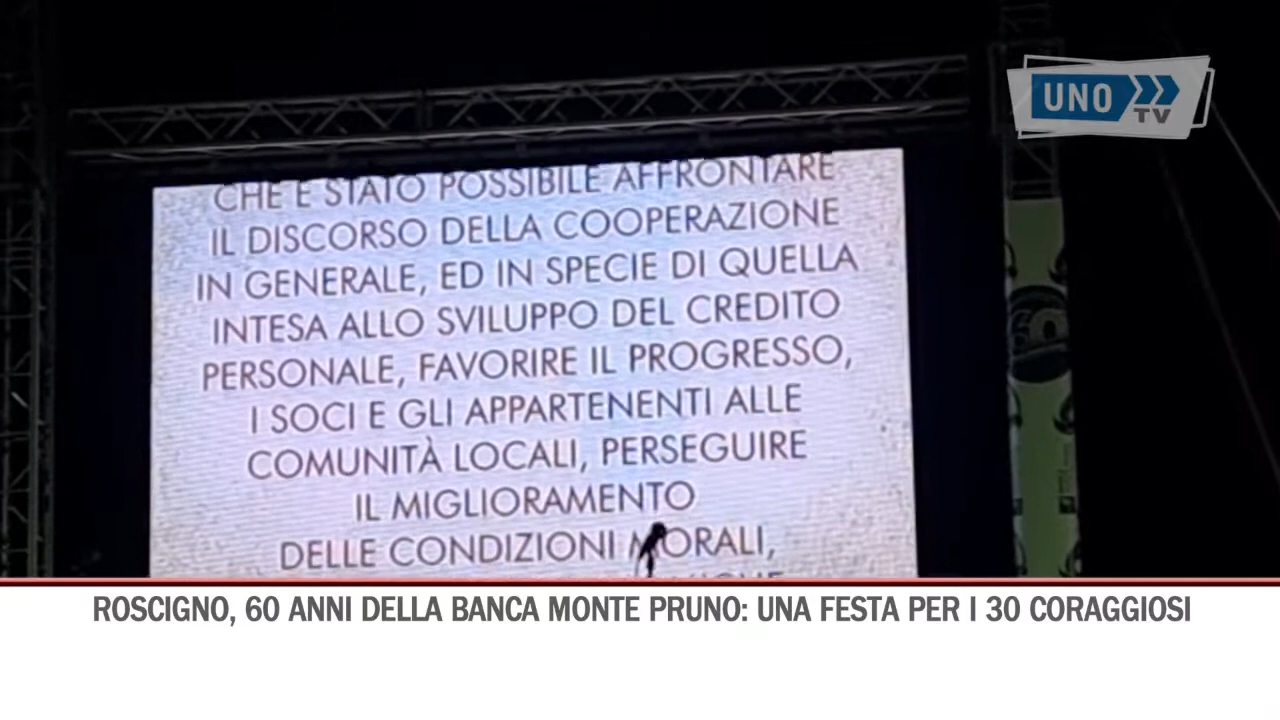 UNO
TV
CHE È STATO POSSIBILE AFFRONTARE
IL DISCORSO DELLA COOPERAZIONE
IN GENERALE, ED IN SPECIE DI QUELLA
INTESA ALLO SVILUPPO DEL CREDITO
PERSONALE, FAVORIRE IL PROGRESSO,
I SOCI E GLI APPARTENENTI ALLE
COMUNITÀ LOCALI, PERSEGUIRE
IL MIGLIORAMENTO
DELLE CONDIZIONI MORALI,
60
ROSCIGNO, 60 ANNI DELLA BANCA MONTE PRUNO: UNA FESTA PER I 30 CORAGGIOSI